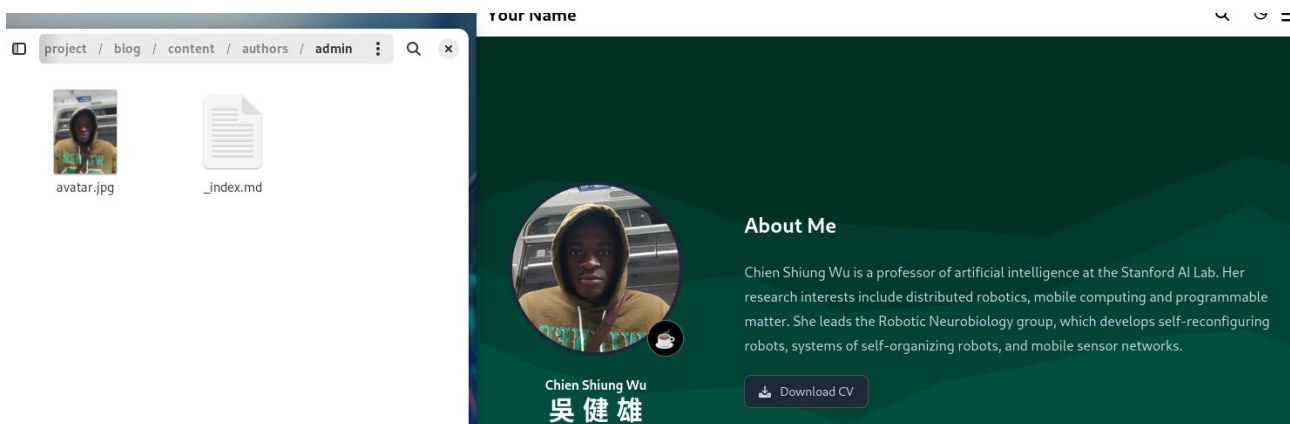 Your Name
project / blog / content / authors / admin
avatar.jpg
_index.md
About Me
Chien Shiung Wu is a professor of artificial intelligence at the Stanford AI Lab. Her
research interests include distributed robotics, mobile computing and programmable
matter. She leads the Robotic Neurobiology group, which develops self-reconfiguring
robots, systems of self-organizing robots, and mobile sensor networks.
Download CV
Chien Shiung Wu
吳健雄